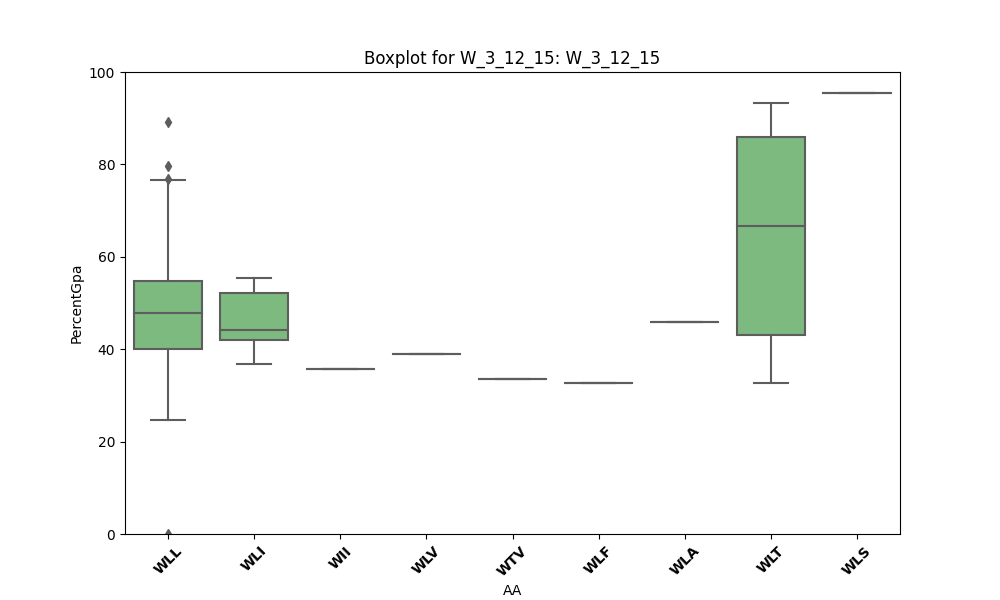 Boxplot for W_3_12_15: W_3_12_15
100
80
60
40
20
0
PercentGpa
WLL
WLI
WII
WLV
WTV
WLF
WLA
WLT
WLS
AA